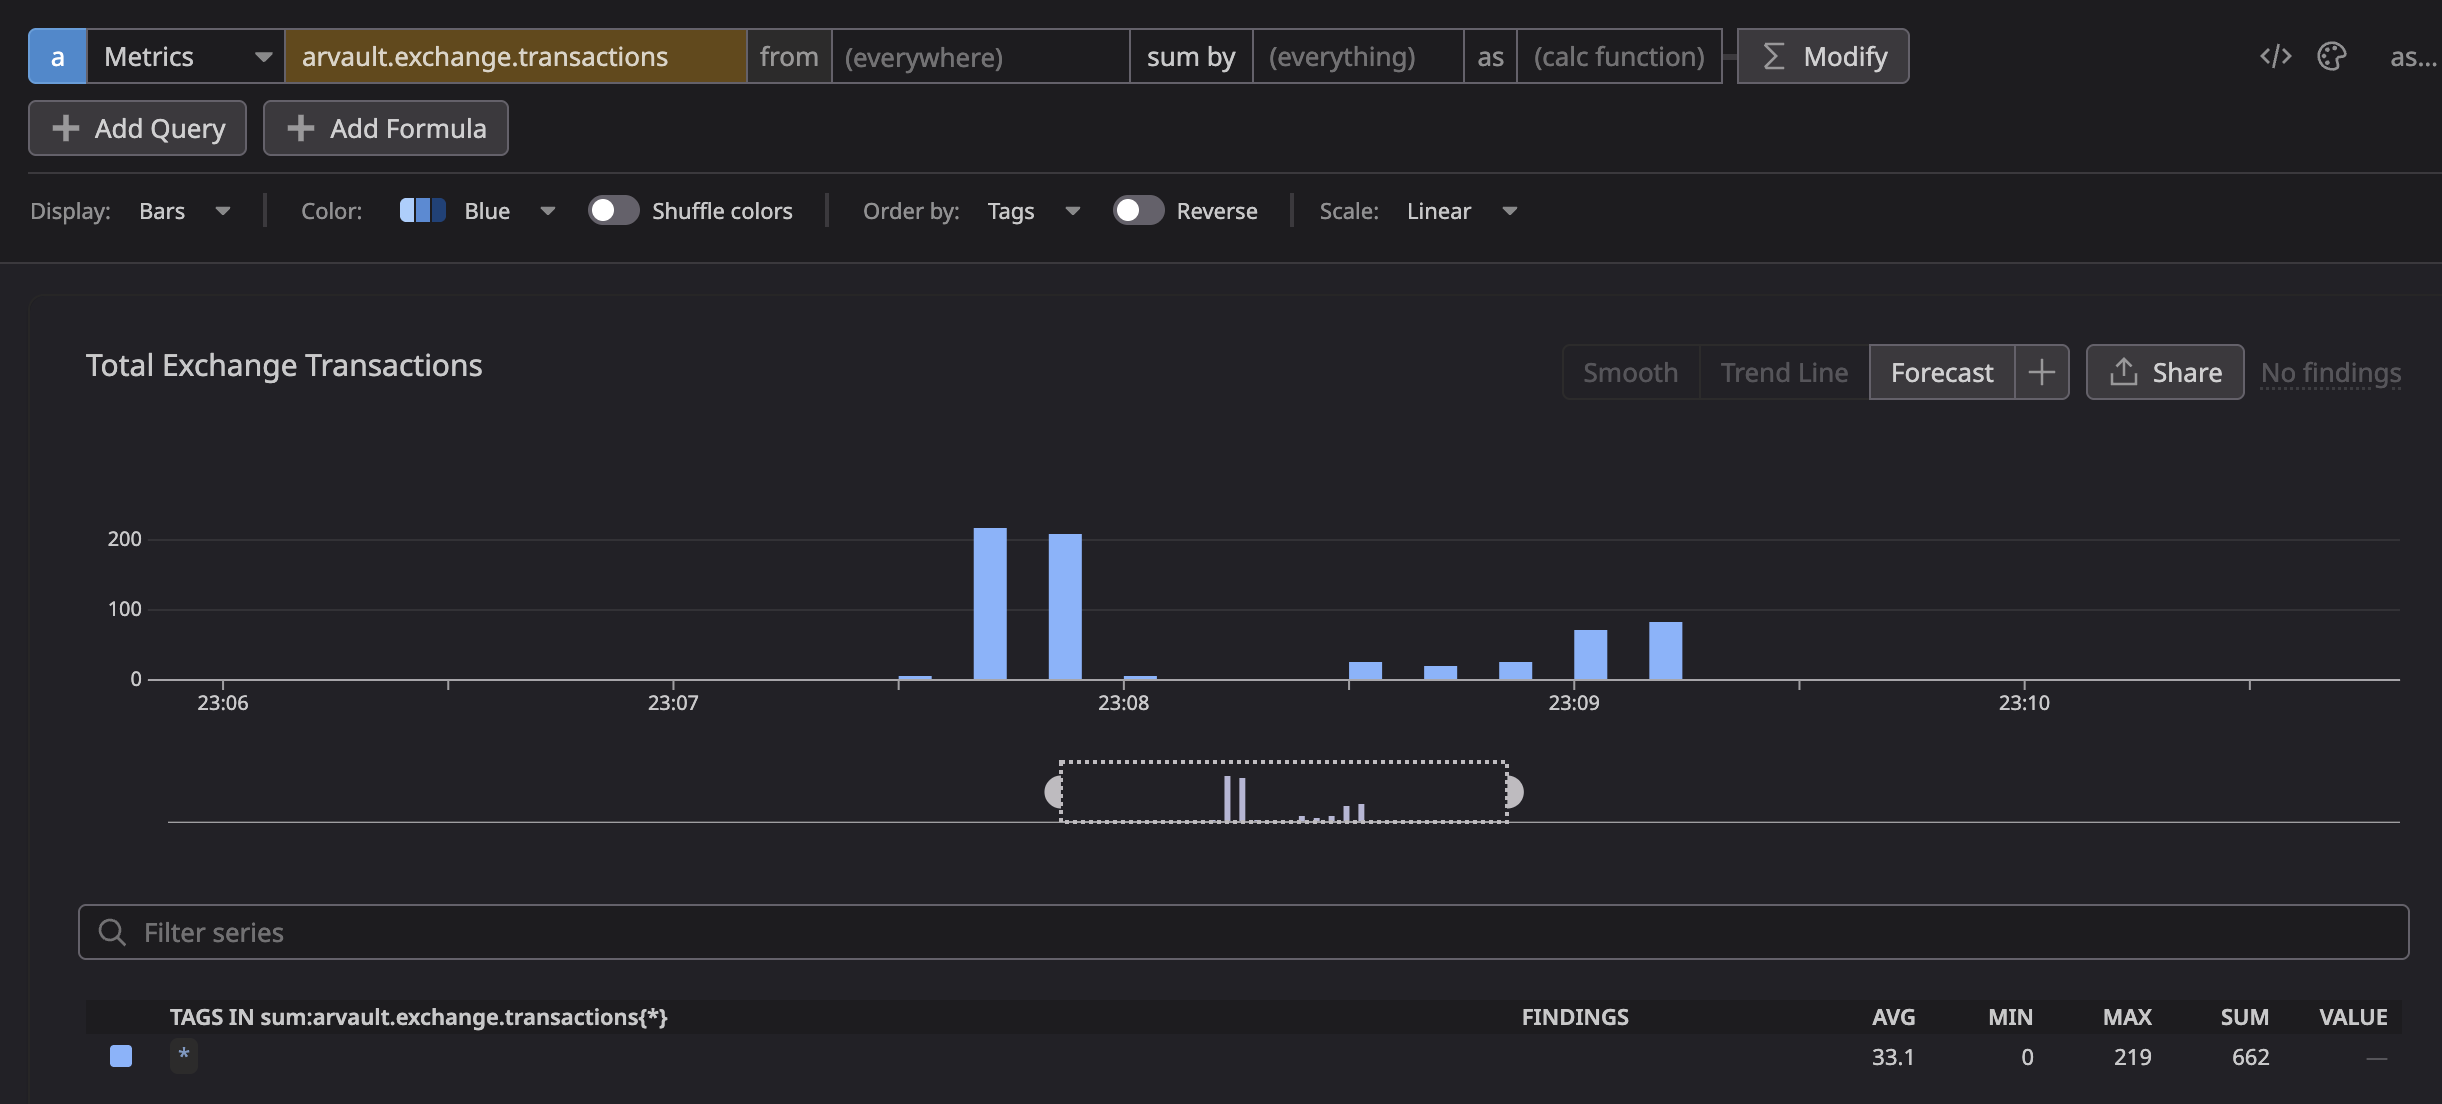 a Metrics arvault.exchange.transactions from (everywhere) sum by (everything) as (calc function) Σ Modify </> as...
+ Add Query + Add Formula
Display: Bars Color: Blue Shuffle colors Order by: Tags Reverse Scale: Linear
Total Exchange Transactions Smooth Trend Line Forecast + Share No findings
200
100
0
23:06 23:07 23:08 23:09 23:10
Filter series
TAGS IN sum:arvault.exchange.transactions{*} FINDINGS AVG MIN MAX SUM VALUE
* 33.1 0 219 662 —